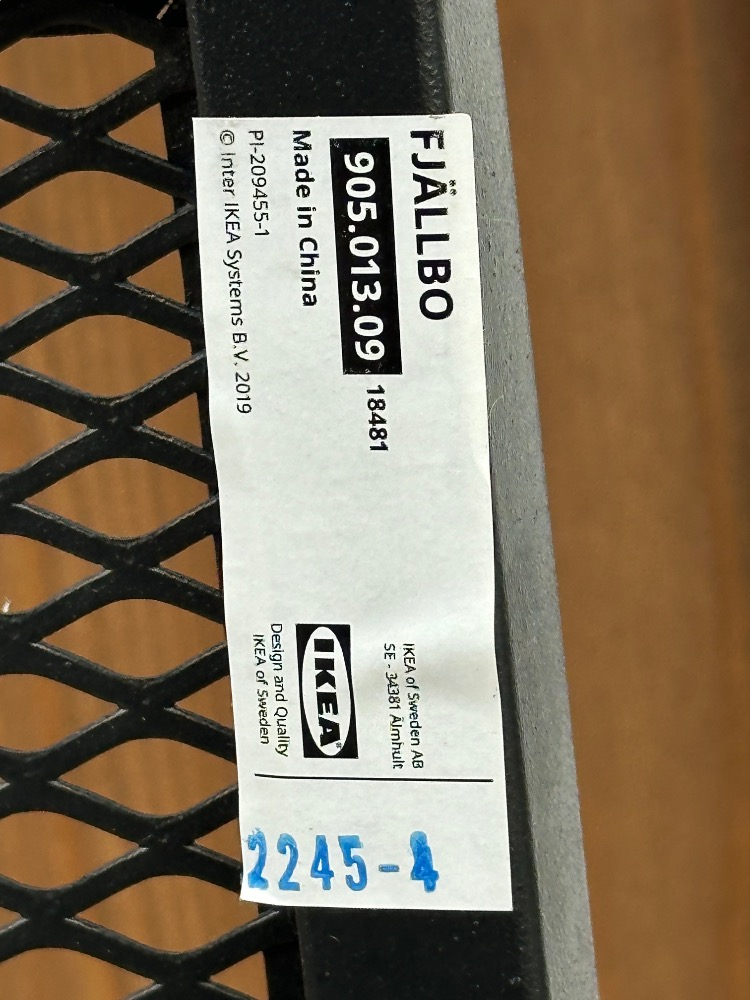 FJÄLLBO
905.013.09 18481
Made in China
PI-209455-1
© Inter IKEA Systems B.V. 2019
IKEA of Sweden AB
SE - 34381 Älmhult
IKEA®
Design and Quality
IKEA of Sweden
2245-4